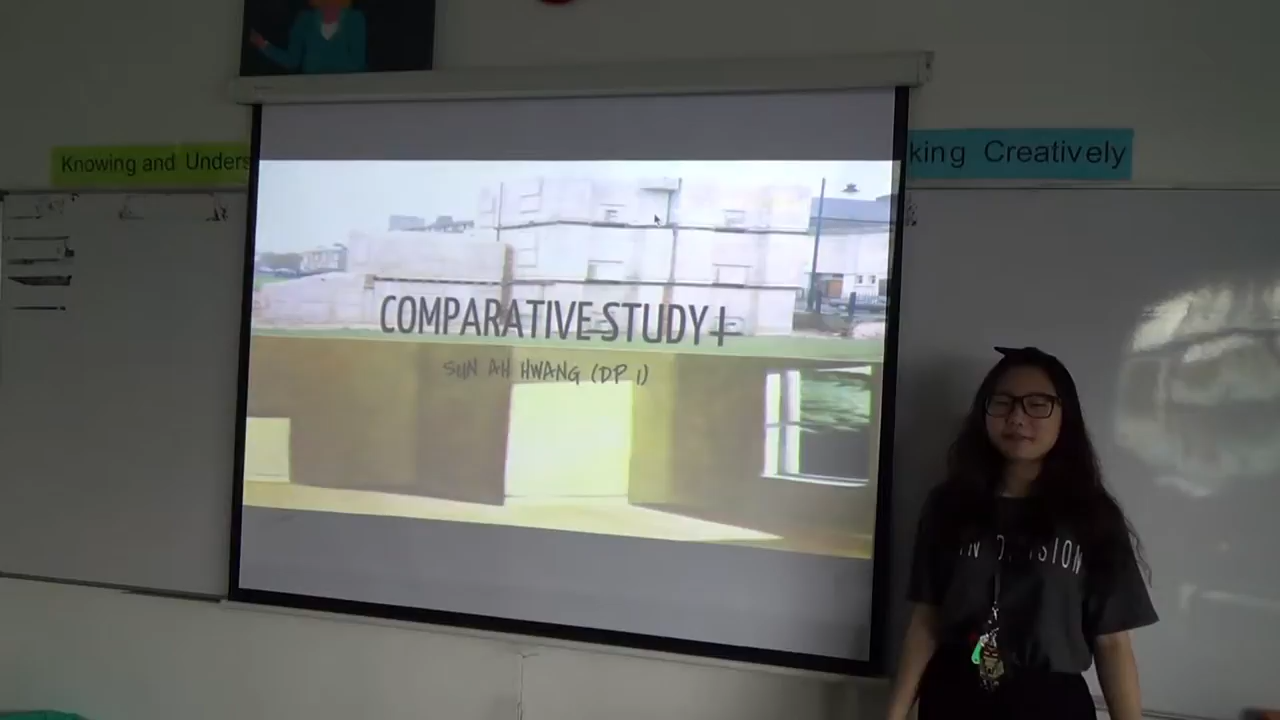 Knowing and Unders
king Creatively
COMPARATIVE STUDY I
SUN AH HWANG (DP 1)